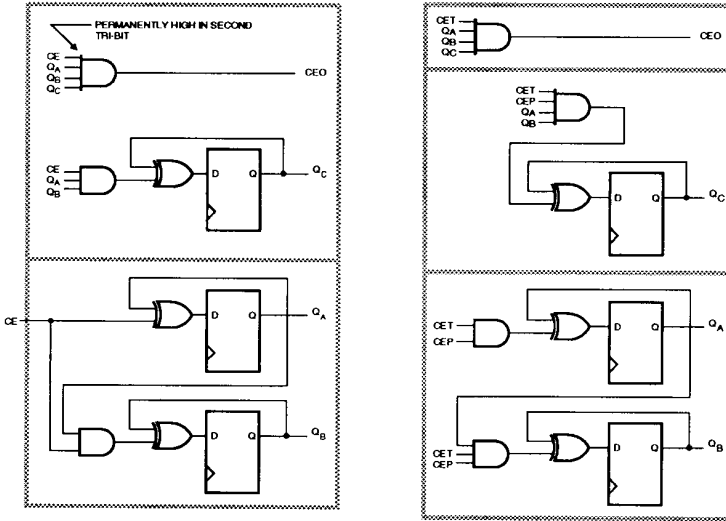 PERMANENTLY HIGH IN SECOND
TRI-BIT
CE
QA
QB
QC
CEO
CE
QA
QB
D Q
QC
CE
D Q
QA
D Q
QB
CET
QA
QB
QC
CEO
CET
CEP
QA
QB
D Q
QC
CET
CEP
D Q
QA
CET
CEP
D Q
QB